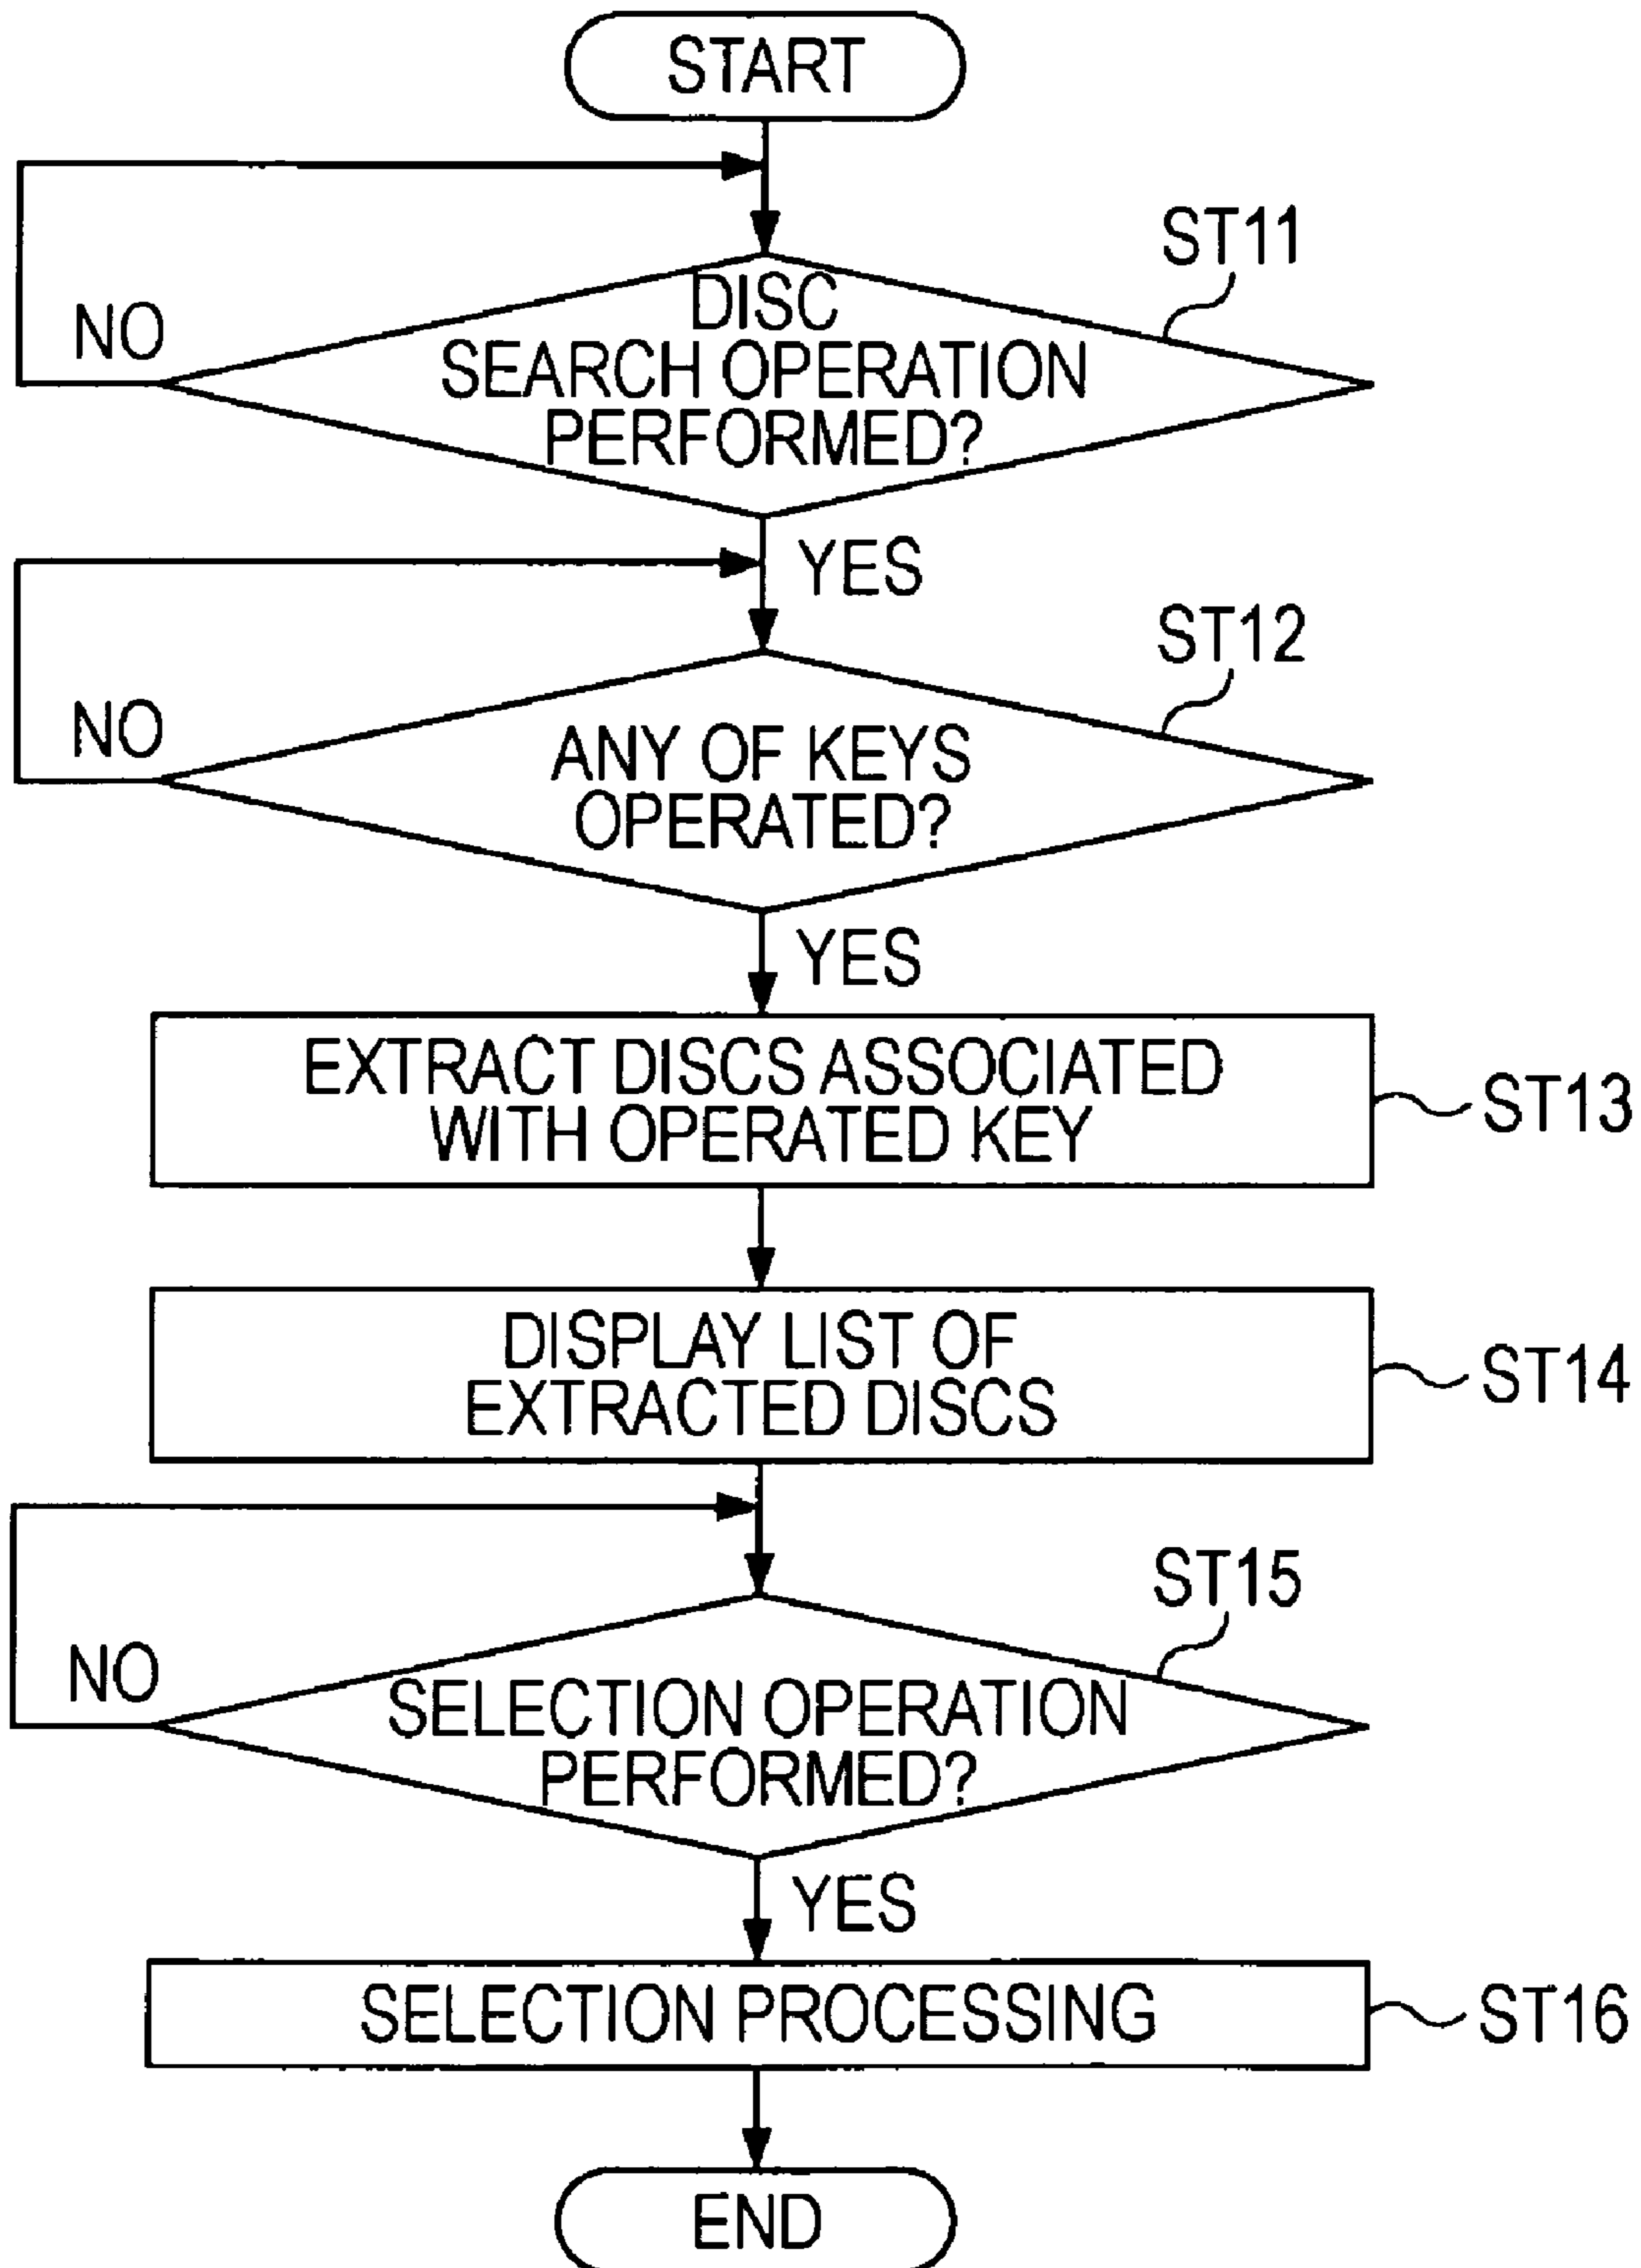 START
ST11
DISC
NO
SEARCH OPERATION
PERFORMED?
YES
ST12
NO
ANY OF KEYS
OPERATED?
YES
EXTRACT DISCS ASSOCIATED
WITH OPERATED KEY
ST13
DISPLAY LIST OF
EXTRACTED DISCS
ST14
ST15
NO
SELECTION OPERATION
PERFORMED?
YES
SELECTION PROCESSING
ST16
END